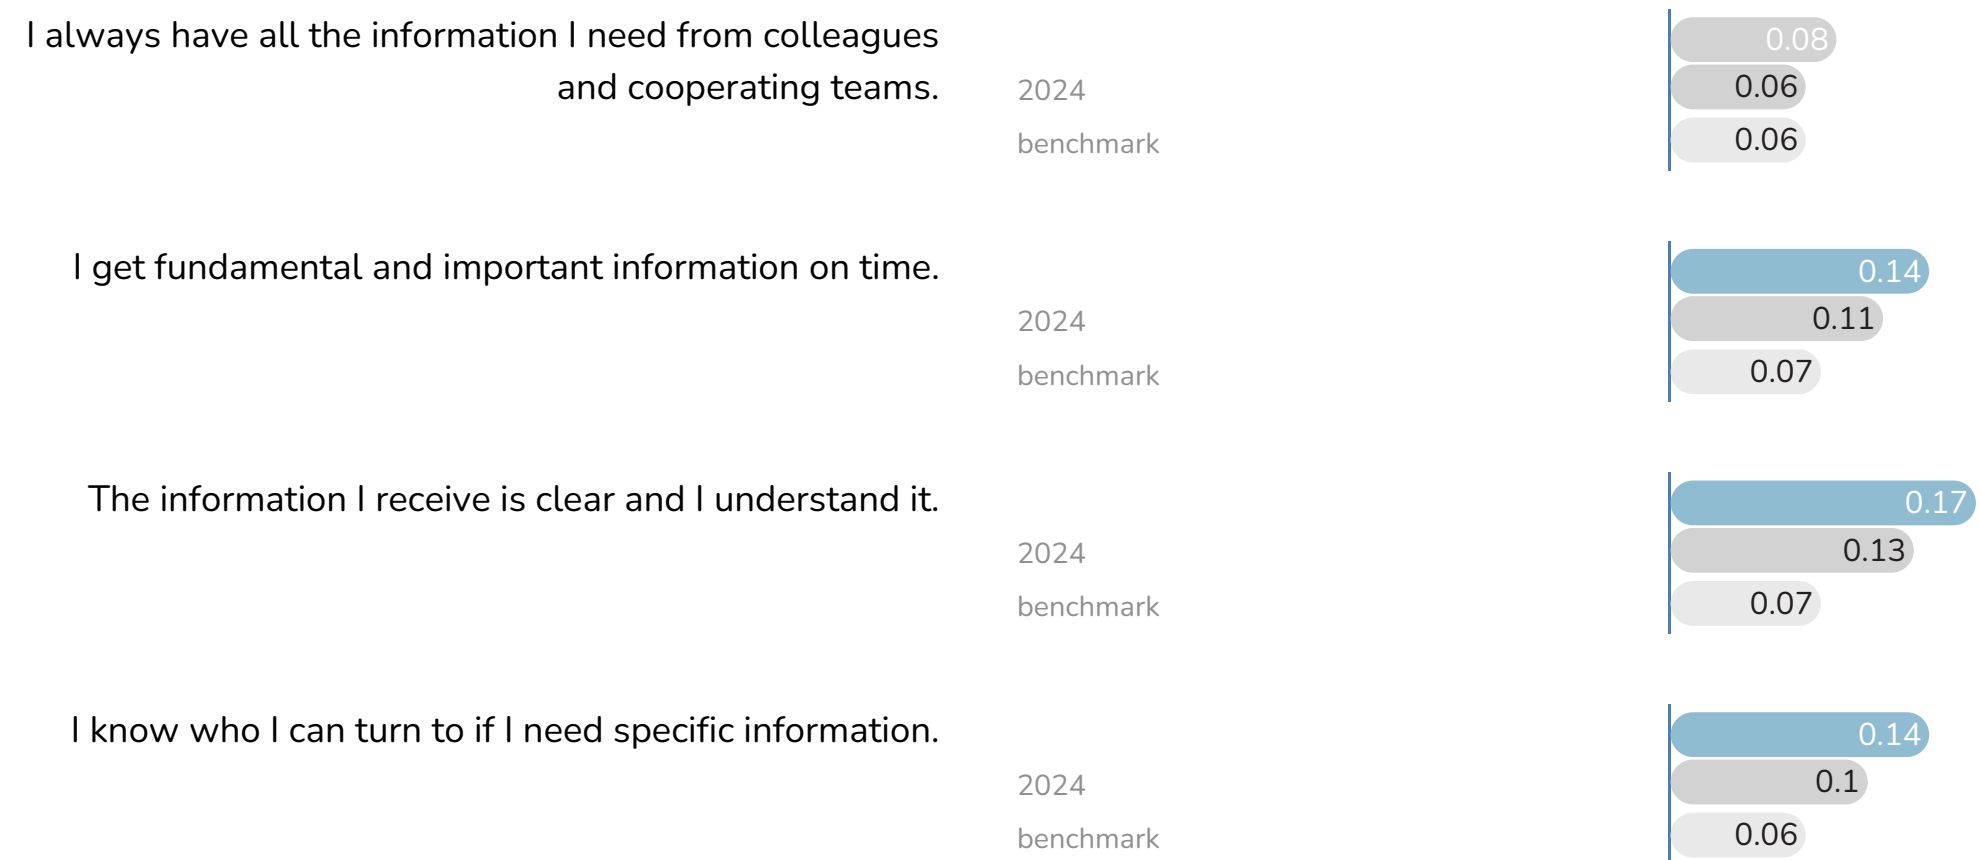 I always have all the information I need from colleagues
and cooperating teams.
0.08
2024
0.06
benchmark
0.06
I get fundamental and important information on time.
0.14
2024
0.11
benchmark
0.07
The information I receive is clear and I understand it.
0.17
2024
0.13
benchmark
0.07
I know who I can turn to if I need specific information.
0.14
2024
0.1
benchmark
0.06